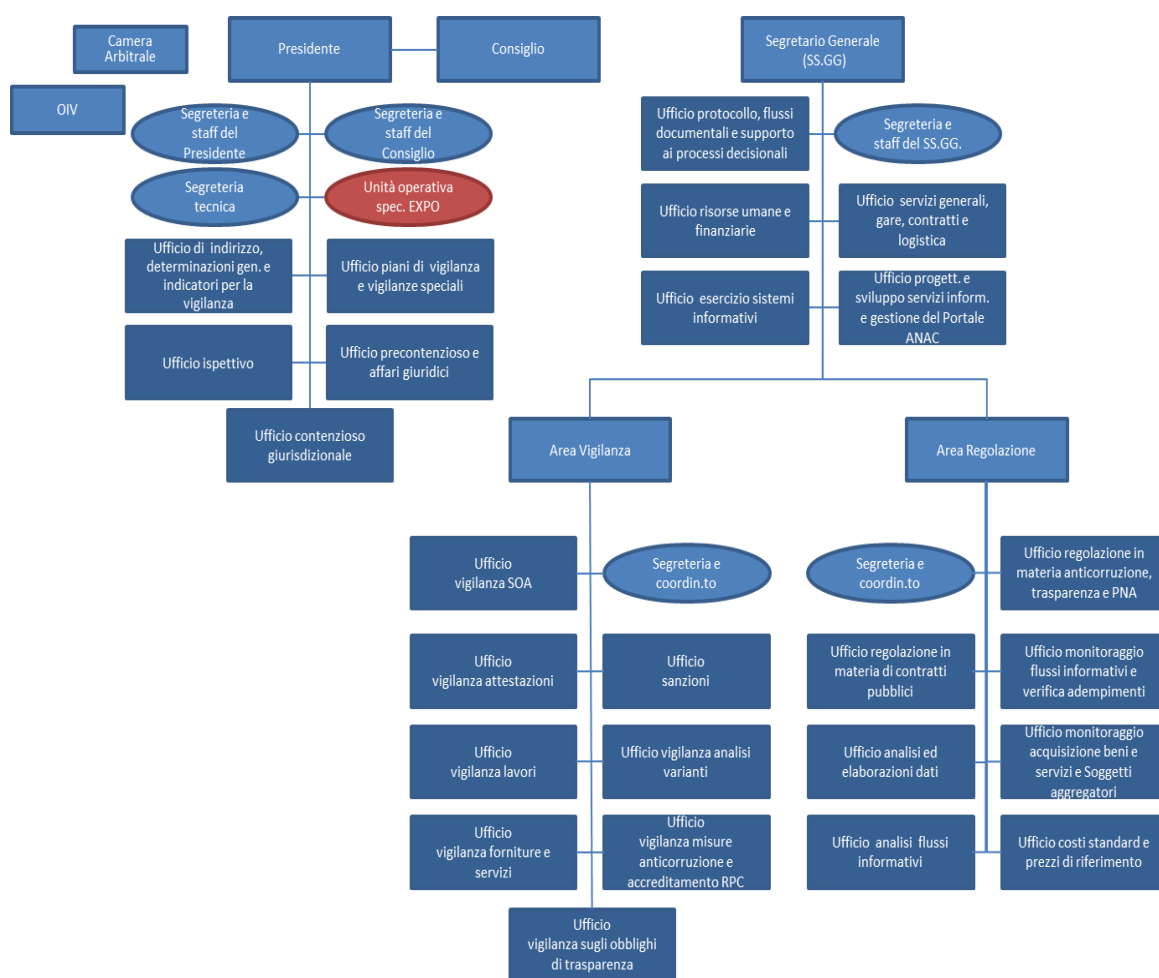 Camera
Arbitrale
Presidente
Consiglio
Segretario Generale
(SS.GG)
OIV
Segreteria e
staff del
Presidente
Segreteria e
staff del
Consiglio
Segreteria
tecnica
Unità operativa
spec. EXPO
Ufficio di indirizzo,
determinazioni gen. e
indicatori per la
vigilanza
Ufficio piani di vigilanza
e vigilanze speciali
Ufficio ispettivo
Ufficio precontenzioso e
affari giuridici
Ufficio contenzioso
giurisdizionale
Ufficio protocollo, flussi
documentali e supporto
ai processi decisionali
Segreteria e
staff del SS.GG.
Ufficio risorse umane e
finanziarie
Ufficio servizi generali,
gare, contratti e
logistica
Ufficio esercizio sistemi
informativi
Ufficio progett. e
sviluppo servizi inform.
e gestione del Portale
ANAC
Area Vigilanza
Area Regolazione
Ufficio
vigilanza SOA
Segreteria e
coordin.to
Ufficio
vigilanza attestazioni
Ufficio
sanzioni
Ufficio
vigilanza lavori
Ufficio vigilanza analisi
varianti
Ufficio
vigilanza forniture e
servizi
Ufficio
vigilanza misure
anticorruzione e
accreditamento RPC
Ufficio
vigilanza sugli obblighi
di trasparenza
Segreteria e
coordin.to
Ufficio regolazione in
materia anticorruzione,
trasparenza e PNA
Ufficio regolazione in
materia di contratti
pubblici
Ufficio monitoraggio
flussi informativi e
verifica adempimenti
Ufficio analisi ed
elaborazioni dati
Ufficio monitoraggio
acquisizione beni e
servizi e Soggetti
aggregatori
Ufficio analisi flussi
informativi
Ufficio costi standard e
prezzi di riferimento